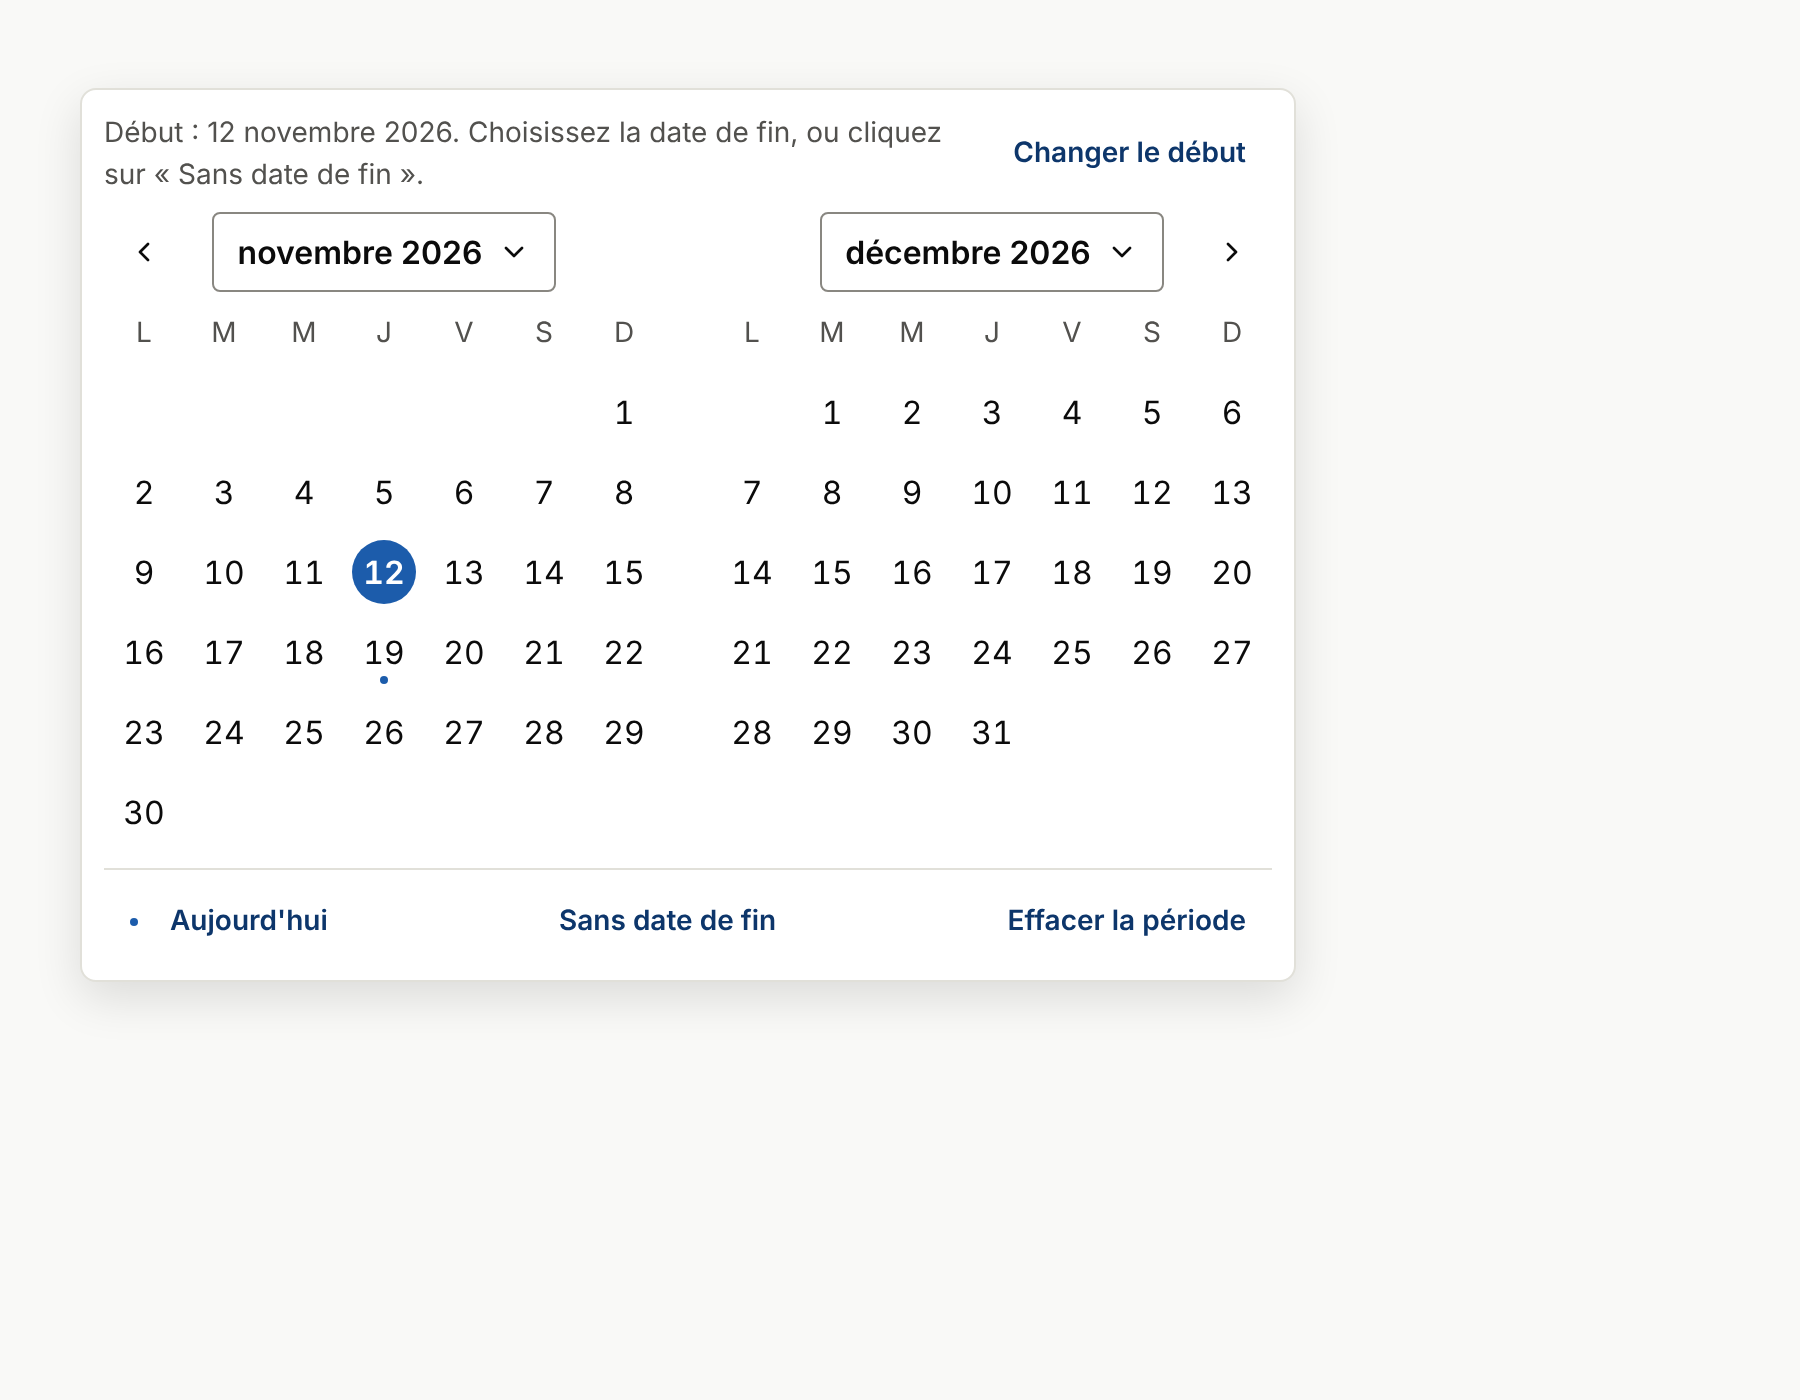 Début : 12 novembre 2026. Choisissez la date de fin, ou cliquez
sur « Sans date de fin ».
Changer le début
novembre 2026
L M M J V S D
1
2 3 4 5 6 7 8
9 10 11 12 13 14 15
16 17 18 19 20 21 22
23 24 25 26 27 28 29
30
décembre 2026
L M M J V S D
1 2 3 4 5 6
7 8 9 10 11 12 13
14 15 16 17 18 19 20
21 22 23 24 25 26 27
28 29 30 31
Aujourd'hui
Sans date de fin
Effacer la période